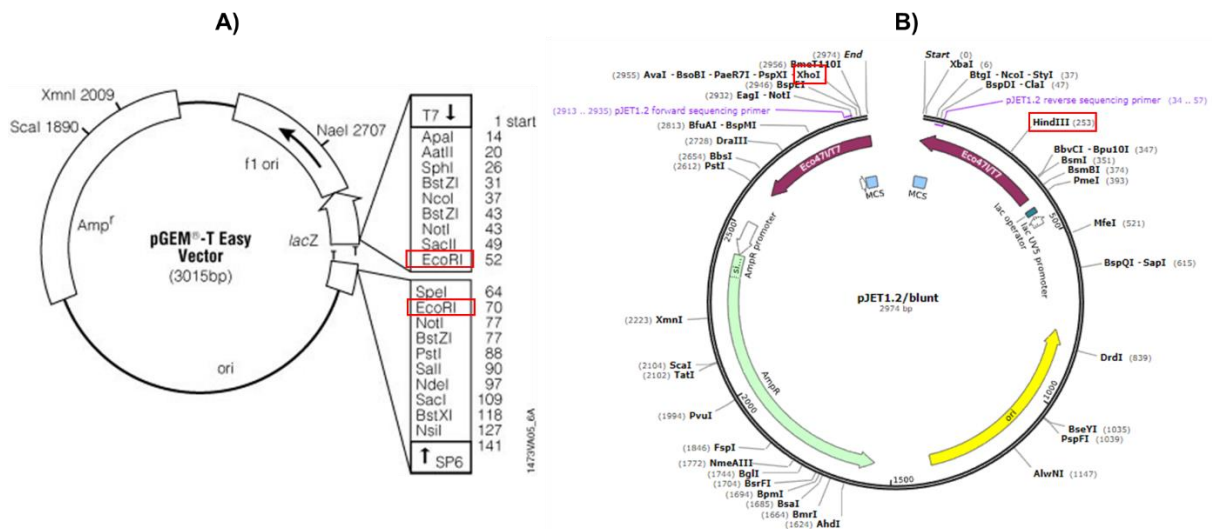 A)
XmnI 2009
ScaI 1890
NaeI 2707
f1 ori
Ampʳ
pGEM®-T Easy
Vector
(3015bp)
lacZ
T
T
ori
T7 ↓
1 start
ApaI 14
AatII 20
SphI 26
BstZI 31
NcoI 37
BstZI 43
NotI 43
SacII 49
EcoRI 52
SpeI 64
EcoRI 70
NotI 77
BstZI 77
PstI 88
SalI 90
NdeI 97
SacI 109
BstXI 118
NsiI 127
141
↑ SP6
1473VA05_6A
B)
(2974) End
(2956) BmeT110I
(2955) AvaI - BsoBI - PaeR7I - PspXI - XhoI
(2946) BspEI
(2932) EagI - NotI
(2913 .. 2935) pJET1.2 forward sequencing primer
(2813) BfuAI - BspMI
(2728) DraIII
(2654) BbsI
(2612) PstI
(2223) XmnI
(2104) ScaI
(2102) TatI
(1994) PvuI
(1846) FspI
(1772) NmeAIII
(1744) BglI
(1704) BsrFI
(1694) BpmI
(1685) BsaI
(1664) BmrI
(1624) AhdI
Start (0)
XbaI (6)
BtgI - NcoI - StyI (37)
BspDI - ClaI (47)
pJET1.2 reverse sequencing primer (34 .. 57)
HindIII (253)
BbvCI - Bpu10I (347)
BsmI (351)
BsmBI (374)
PmeI (393)
MfeI (521)
BspQI - SapI (615)
DrdI (839)
BseYI (1035)
PspFI (1039)
AlwNI (1147)
Eco47I/T7
Eco47I/T7
MCS
MCS
lac operator
lac UV5 promoter
AmpR promoter
si...
AmpR
ori
500
1000
1500
2000
2500
pJET1.2/blunt
2974 bp